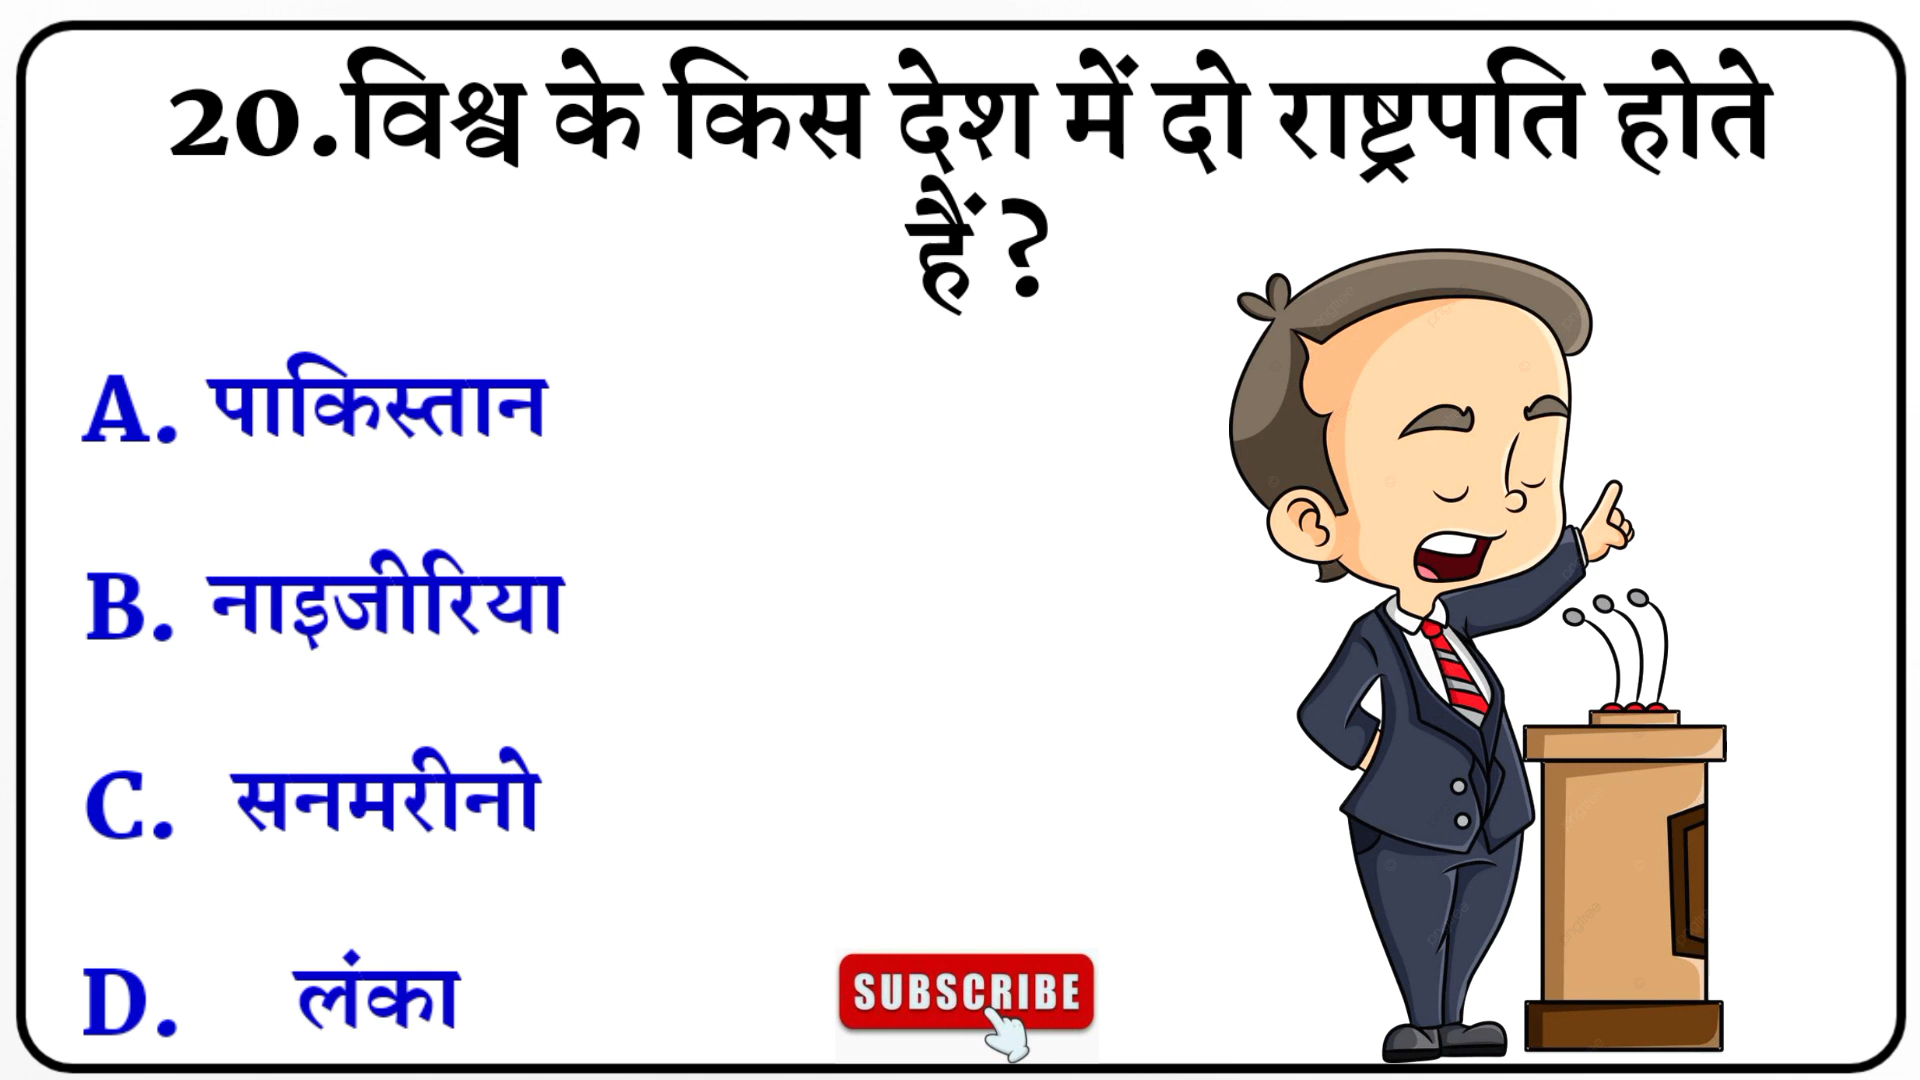 20.विश्व के किस देश में दो राष्ट्रपति होते
हैं ?
A. पाकिस्तान
B. नाइजीरिया
C. सनमरीनो
D. लंका
SUBSCRIBE